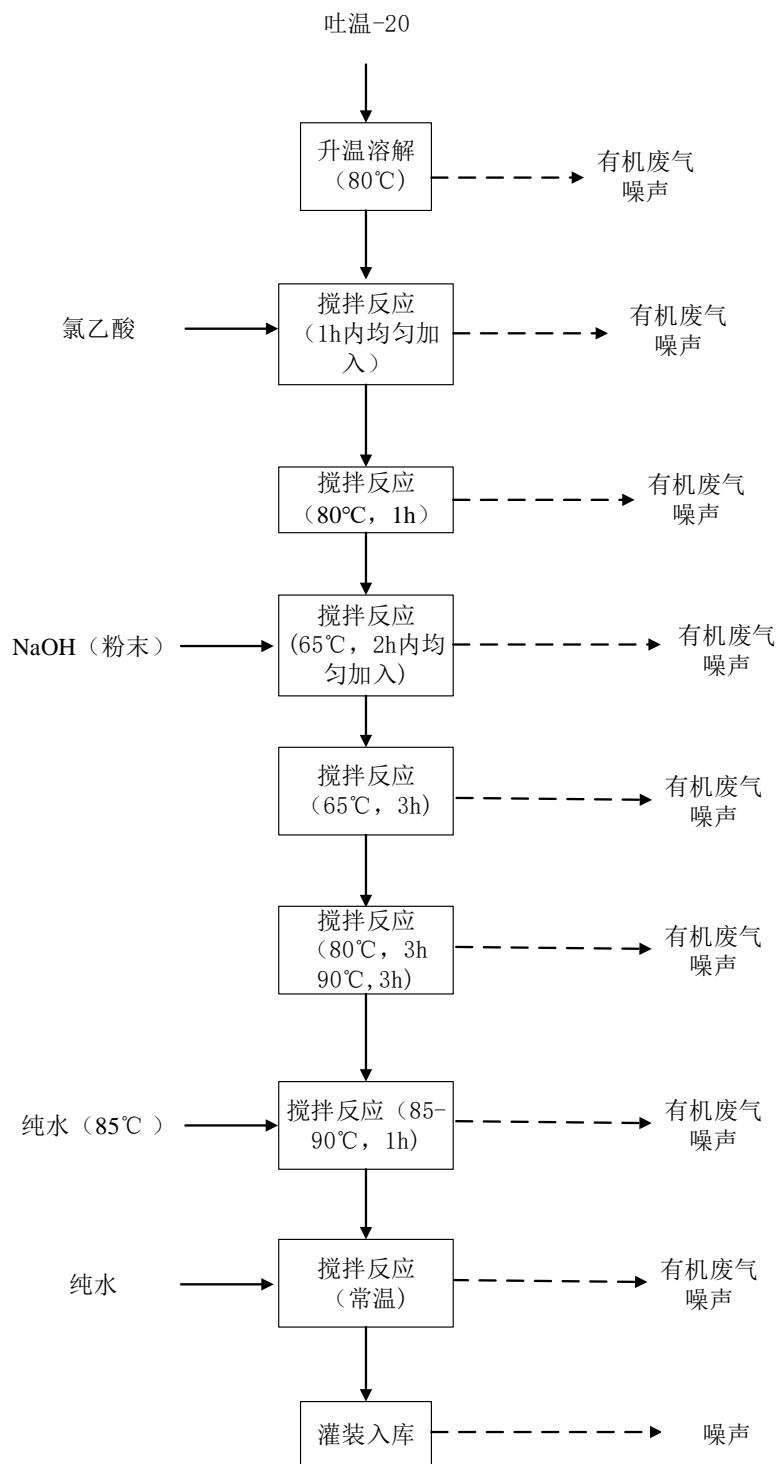 吐温-20
升温溶解
（80℃)
有机废气
噪声
氯乙酸
搅拌反应
（1h内均匀加
入）
有机废气
噪声
搅拌反应
（80℃，1h）
有机废气
噪声
NaOH（粉末）
搅拌反应
(65℃，2h内均
匀加入)
有机废气
噪声
搅拌反应
（65℃，3h)
有机废气
噪声
搅拌反应
（80℃，3h
90℃,3h)
有机废气
噪声
纯水（85℃ ）
搅拌反应（85-
90℃，1h)
有机废气
噪声
纯水
搅拌反应
（常温)
有机废气
噪声
灌装入库
噪声